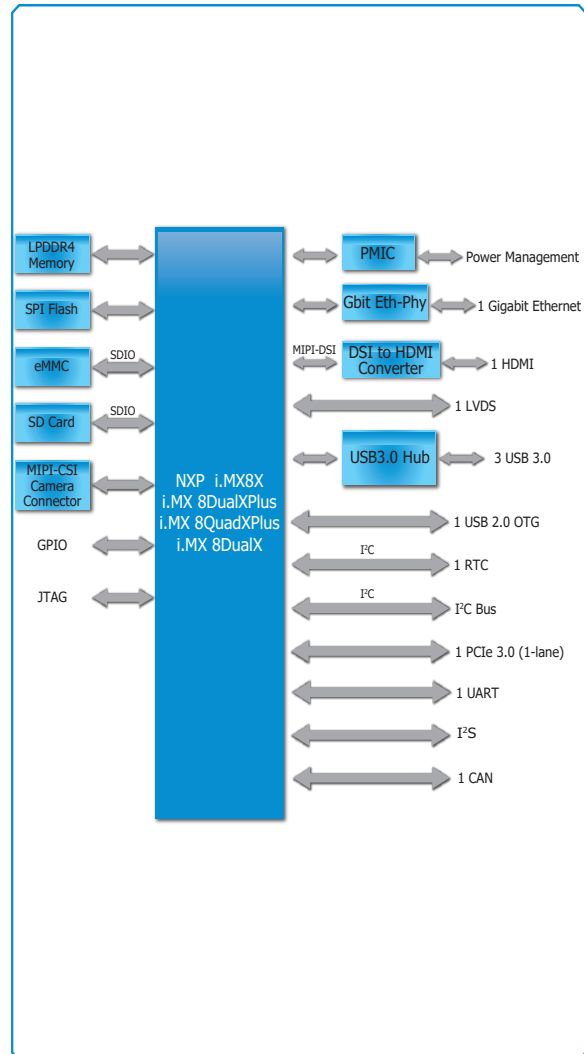 LPDDR4
Memory
SPI Flash
eMMC
SDIO
SD Card
SDIO
MIPI-CSI
Camera
Connector
GPIO
JTAG
NXP i.MX8X
i.MX 8DualXPlus
i.MX 8QuadXPlus
i.MX 8DualX
PMIC
Power Management
Gbit Eth-Phy
1 Gigabit Ethernet
MIPI-DSI
DSI to HDMI
Converter
1 HDMI
1 LVDS
USB3.0 Hub
3 USB 3.0
1 USB 2.0 OTG
I²C
1 RTC
I²C
I²C Bus
1 PCIe 3.0 (1-lane)
1 UART
I²S
1 CAN